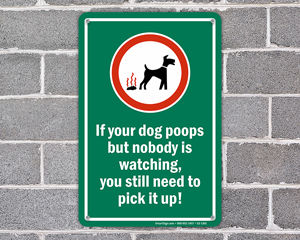 If your dog poops
but nobody is
watching,
you still need to
pick it up!